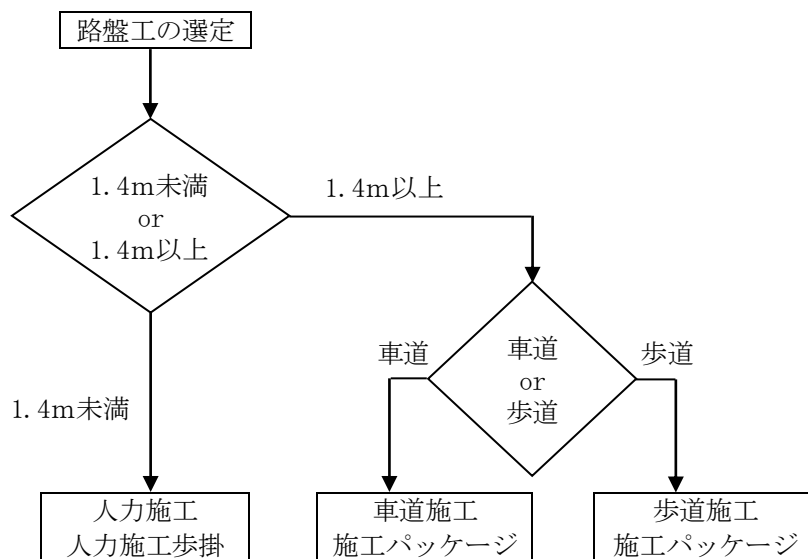 路盤工の選定
1.4m未満
or
1.4m以上
1.4m以上
車道
車道
or
歩道
歩道
1.4m未満
人力施工
人力施工歩掛
車道施工
施工パッケージ
歩道施工
施工パッケージ